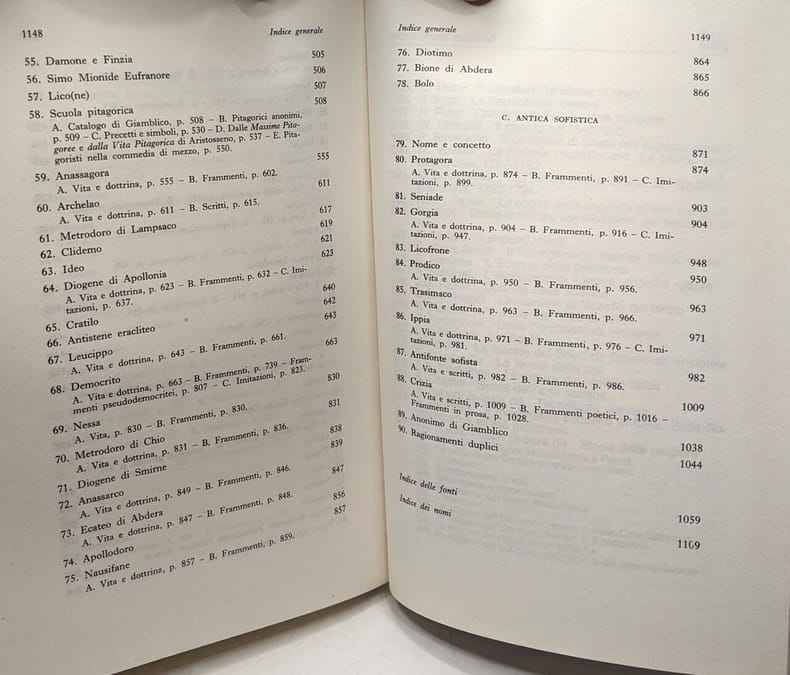 1148 Indice generale
55. Damone e Finzia 505
56. Simo Mionide Eufranore 506
57. Lico(ne) 507
58. Scuola pitagorica 508
A. Catalogo di Giamblico, p. 508 – B. Pitagorici anonimi,
p. 509 – C. Precetti e simboli, p. 530 – D. Dalle Massime Pita-
goree e dalla Vita Pitagorica di Aristosseno, p. 537 – E. Pita-
goristi nella commedia di mezzo, p. 550.
59. Anassagora 555
A. Vita e dottrina, p. 555 – B. Frammenti, p. 602.
60. Archelao 611
A. Vita e dottrina, p. 611 – B. Scritti, p. 615.
61. Metrodoro di Lampsaco 617
62. Clidemo 619
63. Ideo 621
64. Diogene di Apollonia 623
A. Vita e dottrina, p. 623 – B. Frammenti, p. 632 – C. Imi-
tazioni, p. 637.
65. Cratilo 640
66. Antistene eracliteo 642
67. Leucippo 643
A. Vita e dottrina, p. 643 – B. Frammenti, p. 661.
68. Democrito 663
A. Vita e dottrina, p. 663 – B. Frammenti, p. 739 – Fram-
menti pseudodemocritei, p. 807 – C. Imitazioni, p. 823.
69. Nessa 830
A. Vita, p. 830 – B. Frammenti, p. 830.
70. Metrodoro di Chio 831
A. Vita e dottrina, p. 831 – B. Frammenti, p. 836.
71. Diogene di Smirne 838
72. Anassarco 839
A. Vita e dottrina, p. 849 – B. Frammenti, p. 846.
73. Ecateo di Abdera 847
A. Vita e dottrina, p. 847 – B. Frammenti, p. 848.
74. Apollodoro 856
75. Nausifane 857
A. Vita e dottrina, p. 857 – B. Frammenti, p. 859.
Indice generale 1149
76. Diotimo 864
77. Bione di Abdera 865
78. Bolo 866
C. ANTICA SOFISTICA
79. Nome e concetto 871
80. Protagora 874
A. Vita e dottrina, p. 874 – B. Frammenti, p. 891 – C. Imi-
tazioni, p. 899.
81. Seniade 903
82. Gorgia 904
A. Vita e dottrina, p. 904 – B. Frammenti, p. 916 – C. Imi-
tazioni, p. 947.
83. Licofrone 948
84. Prodico 950
A. Vita e dottrina, p. 950 – B. Frammenti, p. 956.
85. Trasimaco 963
A. Vita e dottrina, p. 963 – B. Frammenti, p. 966.
86. Ippia 971
A. Vita e dottrina, p. 971 – B. Frammenti, p. 976 – C. Imi-
tazioni, p. 981.
87. Antifonte sofista 982
A. Vita e scritti, p. 982 – B. Frammenti, p. 986.
88. Crizia 1009
A. Vita e scritti, p. 1009 – B. Frammenti poetici, p. 1016 –
Frammenti in prosa, p. 1028.
89. Anonimo di Giamblico 1038
90. Ragionamenti duplici 1044
Indice delle fonti 1059
Indice dei nomi 1109